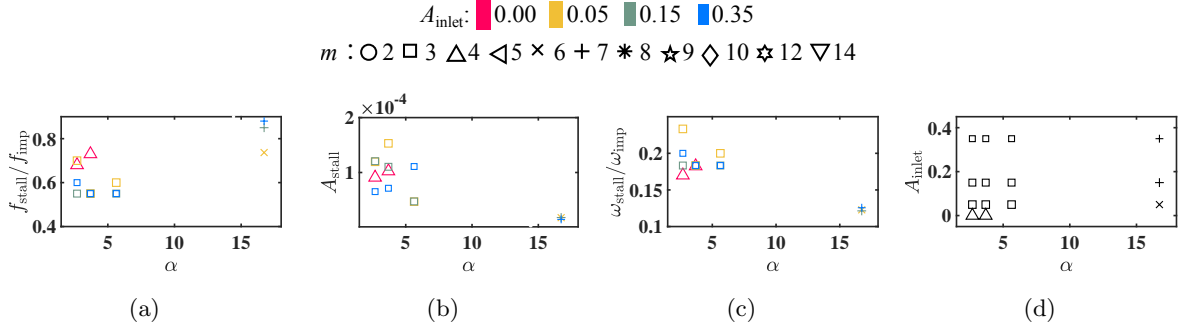 A_inlet: 0.00 0.05 0.15 0.35
m : 2 3 4 5 6 7 8 9 10 12 14
f_stall/f_imp
0.8
0.6
0.4
5 10 15
α
(a)
×10^-4
2
1
0
A_stall
5 10 15
α
(b)
ω_stall/ω_imp
0.2
0.15
0.1
5 10 15
α
(c)
A_inlet
0.4
0.2
0
5 10 15
α
(d)